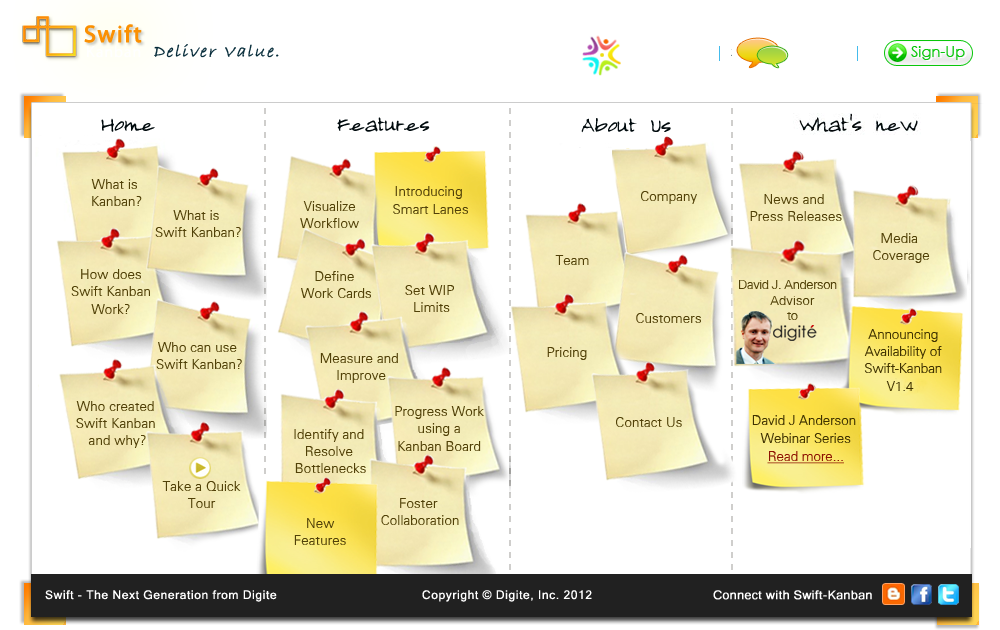 Swift
Deliver Value.
Sign-Up
Home
Features
About Us
What's new
What is
Kanban?
What is
Swift Kanban?
How does
Swift Kanban
Work?
Who can use
Swift Kanban?
Who created
Swift Kanban
and why?
Take a Quick
Tour
Visualize
Workflow
Introducing
Smart Lanes
Define
Work Cards
Set WIP
Limits
Measure and
Improve
Progress Work
using a
Kanban Board
Identify and
Resolve
Bottlenecks
Foster
Collaboration
New
Features
Company
Team
Customers
Pricing
Contact Us
News and
Press Releases
Media
Coverage
David J. Anderson
Advisor
to
digité
Announcing
Availability of
Swift-Kanban
V1.4
David J Anderson
Webinar Series
Read more...
Swift - The Next Generation from Digite
Copyright © Digite, Inc. 2012
Connect with Swift-Kanban